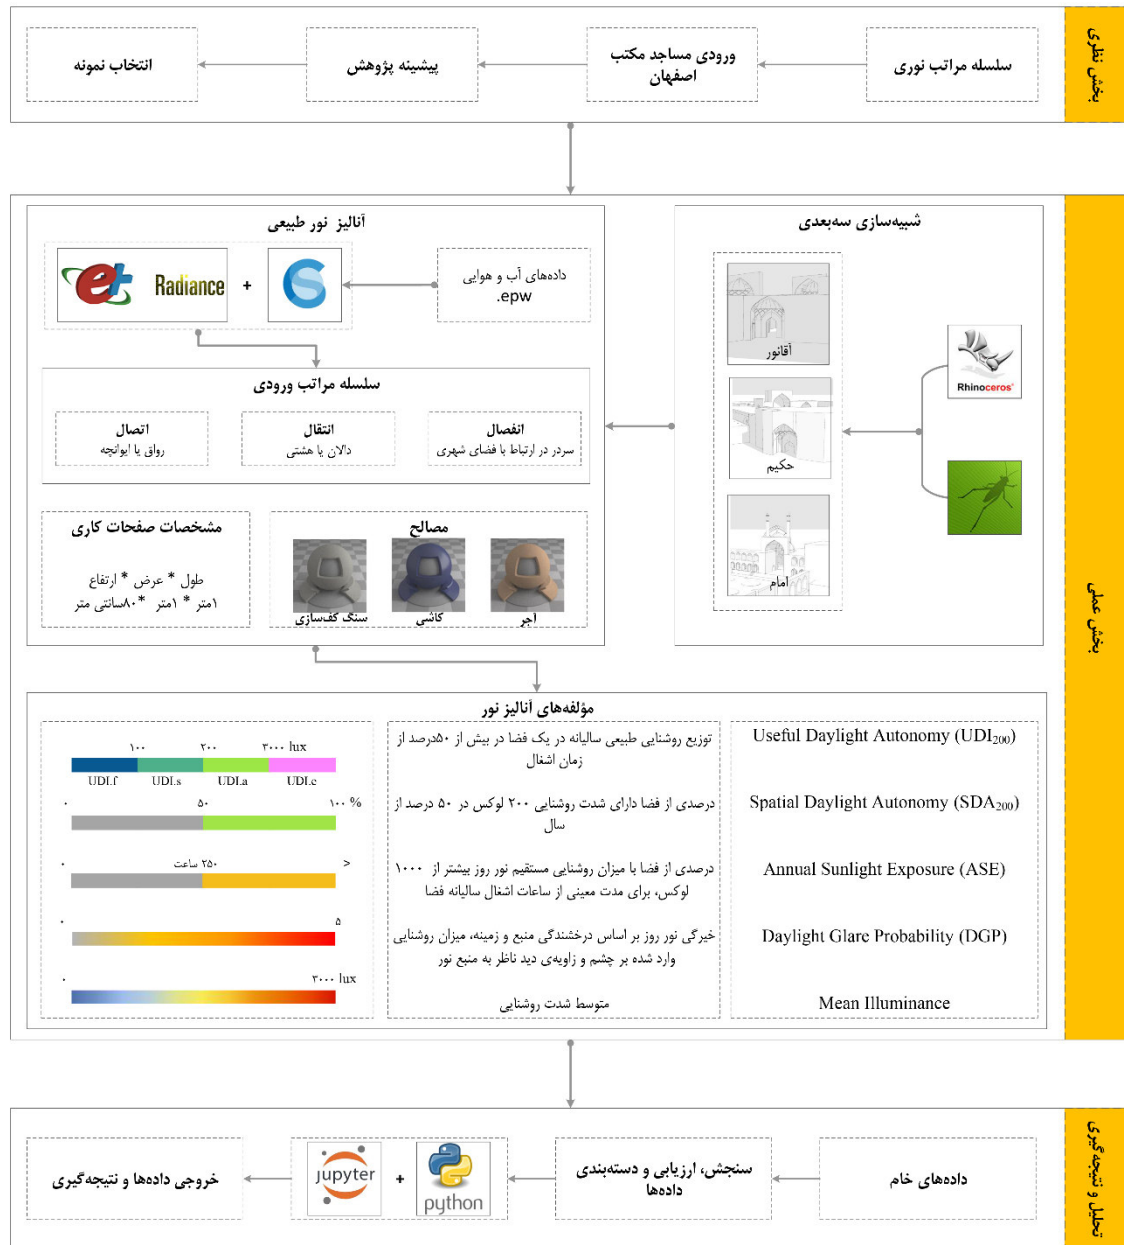 بخش نظری
سلسله مراتب نوری
ورودی مساجد مکتب
اصفهان
پیشینه پژوهش
انتخاب نمونه
بخش عملی
شبیه‌سازی سه‌بعدی
آقانور
حکیم
امام
Rhinoceros®
آنالیز نور طبیعی
Radiance
+
داده‌های آب و هوایی
.epw
سلسله مراتب ورودی
انفصال
سردر در ارتباط با فضای شهری
انتقال
دالان یا هشتی
اتصال
رواق یا ایوانچه
مصالح
آجر
کاشی
سنگ کف‌سازی
مشخصات صفحات کاری
طول * عرض * ارتفاع
۱متر * ۱متر * ۸۰سانتی متر
مؤلفه‌های آنالیز نور
Useful Daylight Autonomy (UDI200)
توزیع روشنایی طبیعی سالیانه در یک فضا در بیش از ۵۰درصد از
زمان اشغال
۱۰۰ ۲۰۰ ۳۰۰۰ lux
UDI.f UDI.s UDI.a UDI.c
Spatial Daylight Autonomy (SDA200)
درصدی از فضا دارای شدت روشنایی ۲۰۰ لوکس در ۵۰ درصد از
سال
۰ ۵۰ ۱۰۰ %
Annual Sunlight Exposure (ASE)
درصدی از فضا با میزان روشنایی مستقیم نور روز بیشتر از ۱۰۰۰
لوکس، برای مدت معینی از ساعات اشغال سالیانه فضا
۰ ۲۵۰ ساعت <
Daylight Glare Probability (DGP)
خیرگی نور روز بر اساس درخشندگی منبع و زمینه، میزان روشنایی
وارد شده بر چشم و زاویه‌ی دید ناظر به منبع نور
۰ ۵
Mean Illuminance
متوسط شدت روشنایی
۰ ۳۰۰۰ lux
تحلیل و نتیجه‌گیری
داده‌های خام
سنجش، ارزیابی و دسته‌بندی
داده‌ها
python
+
jupyter
خروجی داده‌ها و نتیجه‌گیری